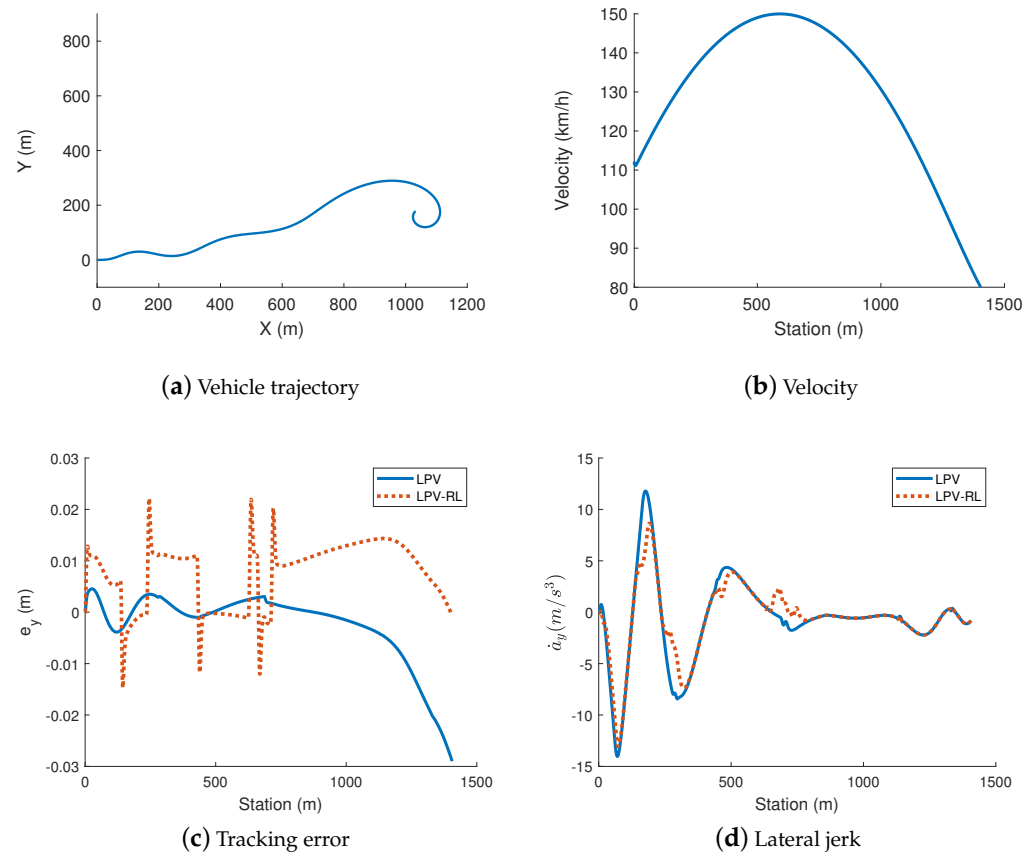 800
600
400
200
0
Y (m)
0 200 400 600 800 1000 1200
X (m)
(a) Vehicle trajectory
150
140
130
120
110
100
90
80
Velocity (km/h)
0 500 1000 1500
Station (m)
(b) Velocity
0.03
0.02
0.01
0
-0.01
-0.02
-0.03
e_y (m)
LPV
LPV-RL
0 500 1000 1500
Station (m)
(c) Tracking error
15
10
5
0
-5
-10
-15
ȧ_y(m/s³)
LPV
LPV-RL
0 500 1000 1500
Station (m)
(d) Lateral jerk